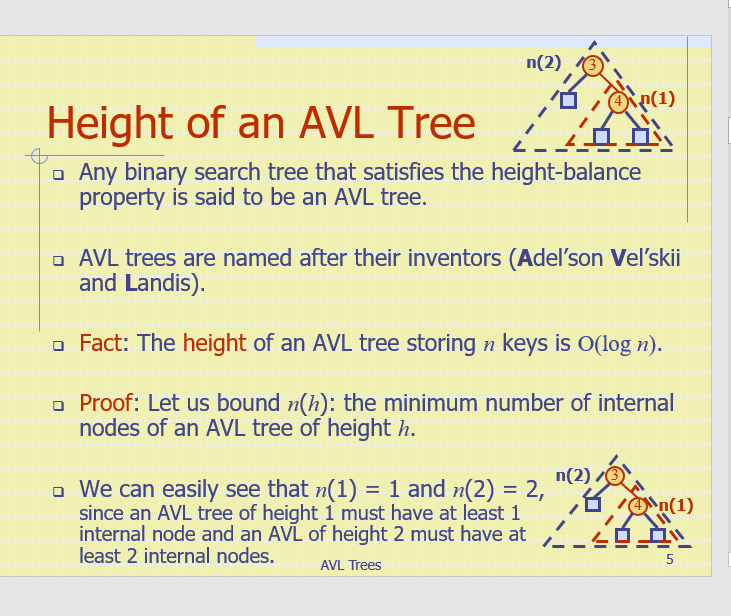 n(2)
3
4
n(1)
Height of an AVL Tree
Any binary search tree that satisfies the height-balance
property is said to be an AVL tree.
AVL trees are named after their inventors (Adel’son Vel’skii
and Landis).
Fact: The height of an AVL tree storing n keys is O(log n).
Proof: Let us bound n(h): the minimum number of internal
nodes of an AVL tree of height h.
We can easily see that n(1) = 1 and n(2) = 2,
since an AVL tree of height 1 must have at least 1
internal node and an AVL of height 2 must have at
least 2 internal nodes.
n(2)
3
4
n(1)
AVL Trees
5